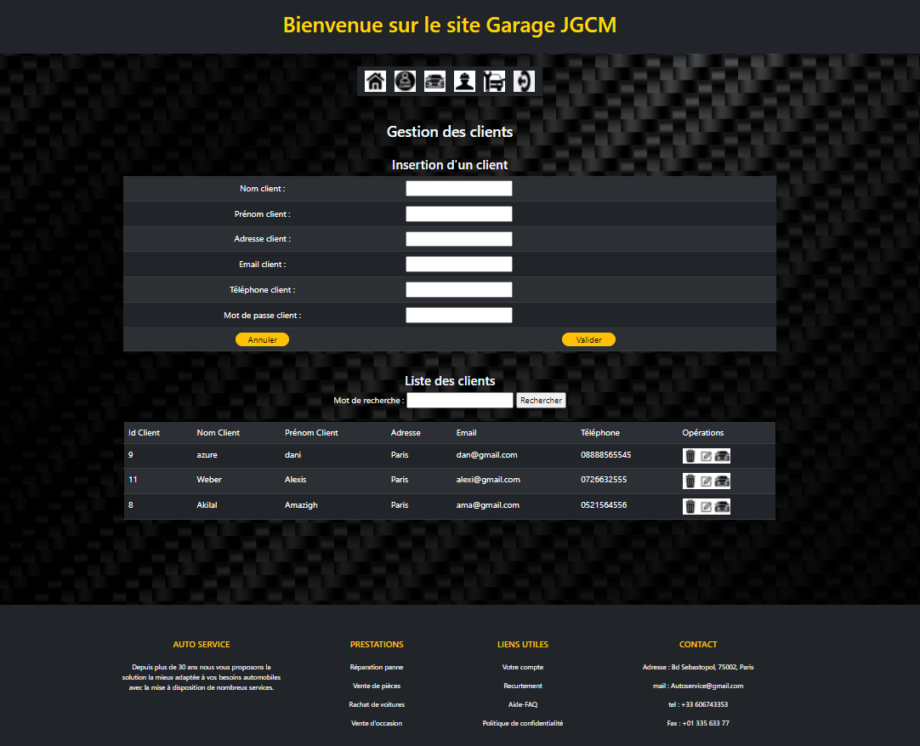 Bienvenue sur le site Garage JGCM
Gestion des clients
Insertion d'un client
Nom client :
Prénom client :
Adresse client :
Email client :
Téléphone client :
Mot de passe client :
Annuler Valider
Liste des clients
Mot de recherche : Rechercher
Id Client Nom Client Prénom Client Adresse Email Téléphone Opérations
9 azure dani Paris dan@gmail.com 08888565545
11 Weber Alexis Paris alexi@gmail.com 0726632555
8 Akilal Amazigh Paris ama@gmail.com 0521564556
AUTO SERVICE
Depuis plus de 30 ans nous vous proposons la
solution la mieux adaptée à vos besoins automobiles
avec la mise à disposition de nombreux services.
PRESTATIONS
Réparation panne
Vente de pièces
Rachat de voitures
Vente d'occasion
LIENS UTILES
Votre compte
Recurtement
Aide-FAQ
Politique de confidentialité
CONTACT
Adresse : Bd Sebastopol, 75002, Paris
mail : Autoservice@gmail.com
tel : +33 606743353
Fax : +01 335 633 77